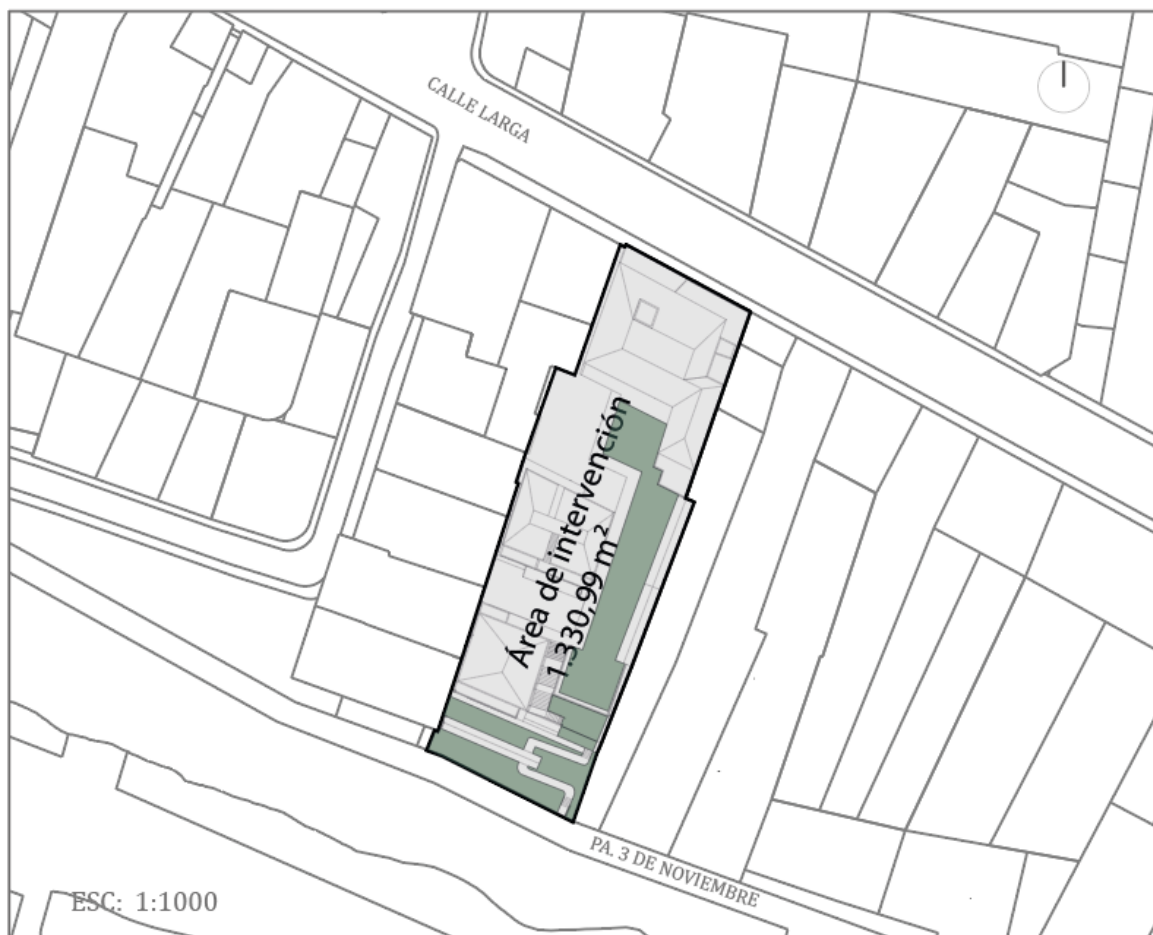 CALLE LARGA
Área de intervención
1.330,99 m²
PA. 3 DE NOVIEMBRE
ESC: 1:1000